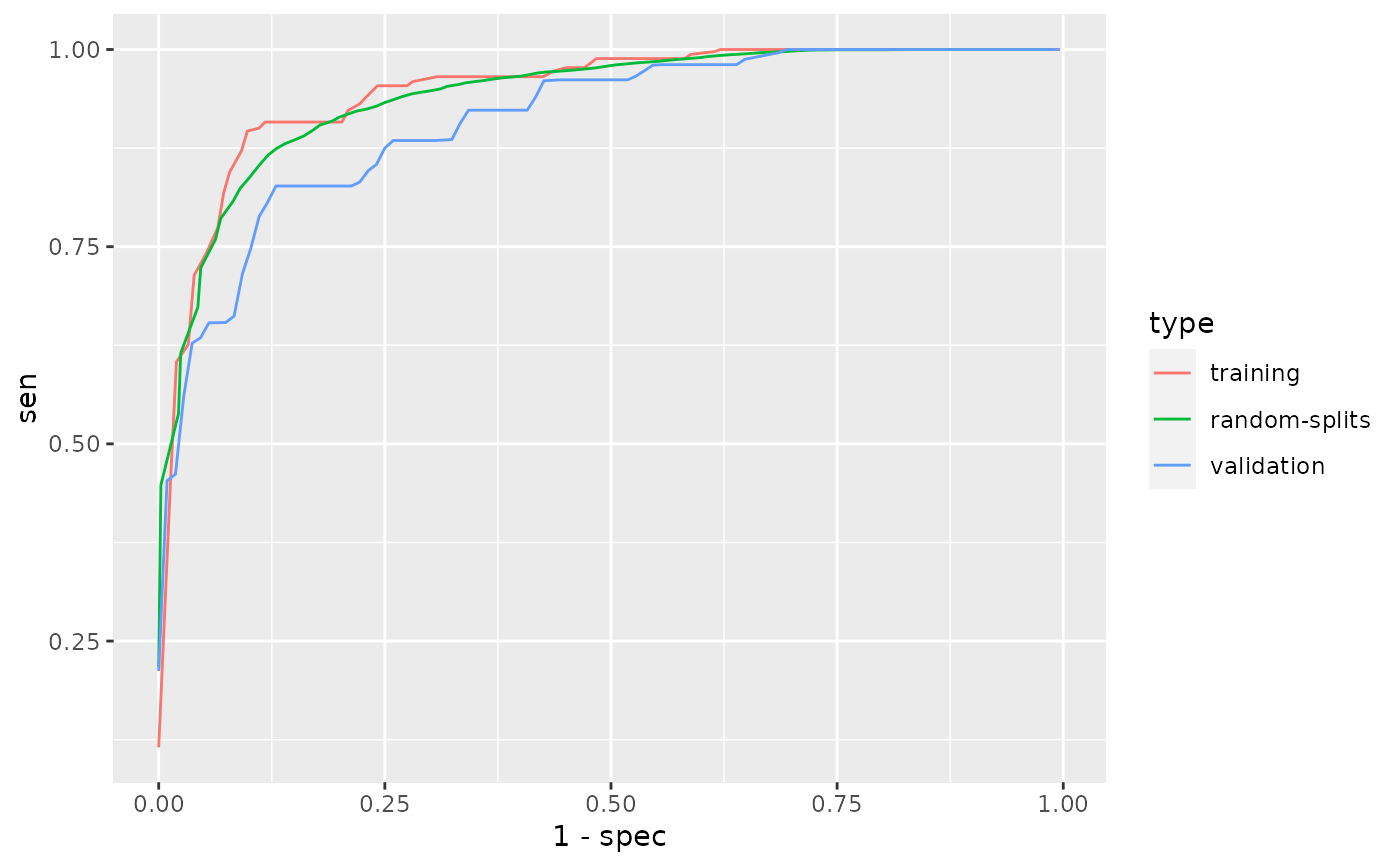 1.00
0.75
0.50
0.25
sen
0.00 0.25 0.50 0.75 1.00
1 - spec
type
training
random-splits
validation